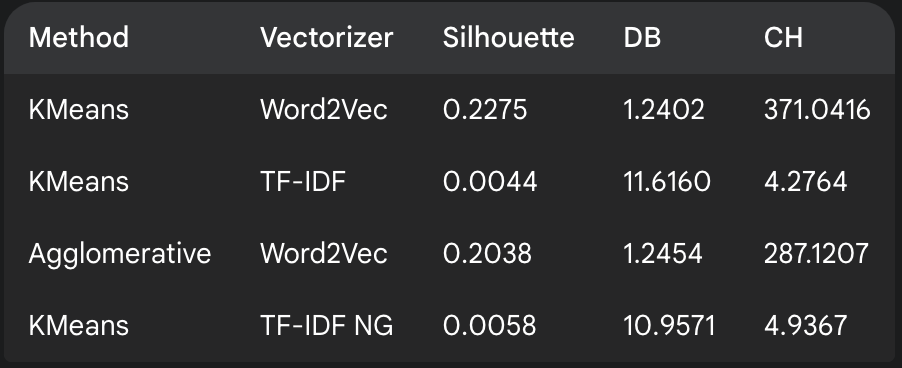 Method Vectorizer Silhouette DB CH
KMeans Word2Vec 0.2275 1.2402 371.0416
KMeans TF-IDF 0.0044 11.6160 4.2764
Agglomerative Word2Vec 0.2038 1.2454 287.1207
KMeans TF-IDF NG 0.0058 10.9571 4.9367